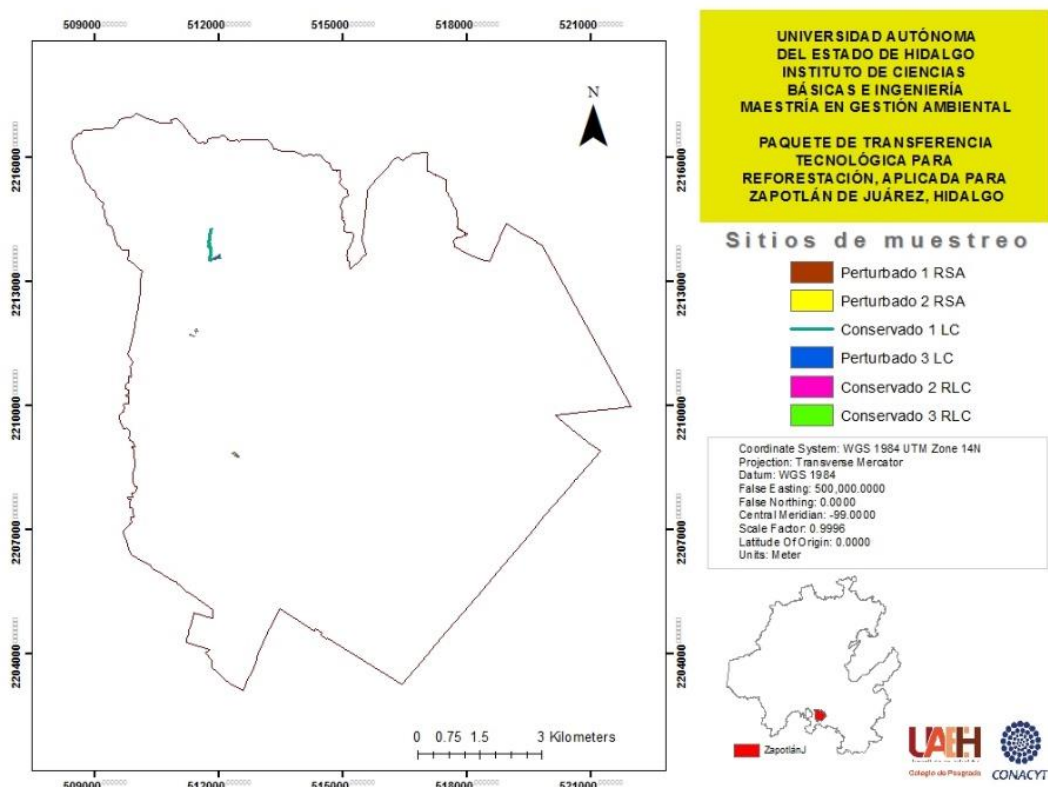 509000 512000 515000 518000 521000
2216000 2216000
2213000 2213000
2210000 2210000
2207000 2207000
2204000 2204000
N
0 0.75 1.5 3 Kilometers
509000 512000 515000 518000 521000
UNIVERSIDAD AUTÓNOMA
DEL ESTADO DE HIDALGO
INSTITUTO DE CIENCIAS
BÁSICAS E INGENIERÍA
MAESTRÍA EN GESTIÓN AMBIENTAL
PAQUETE DE TRANSFERENCIA
TECNOLÓGICA PARA
REFORESTACIÓN, APLICADA PARA
ZAPOTLÁN DE JUÁREZ, HIDALGO
Sitios de muestreo
Perturbado 1 RSA
Perturbado 2 RSA
Conservado 1 LC
Perturbado 3 LC
Conservado 2 RLC
Conservado 3 RLC
Coordinate System: WGS 1984 UTM Zone 14N
Projection: Transverse Mercator
Datum: WGS 1984
False Easting: 500,000.0000
False Northing: 0.0000
Central Meridian: -99.0000
Scale Factor: 0.9996
Latitude Of Origin: 0.0000
Units: Meter
ZapotlánJ
UAEH
Colegio de Posgrado
CONACYT